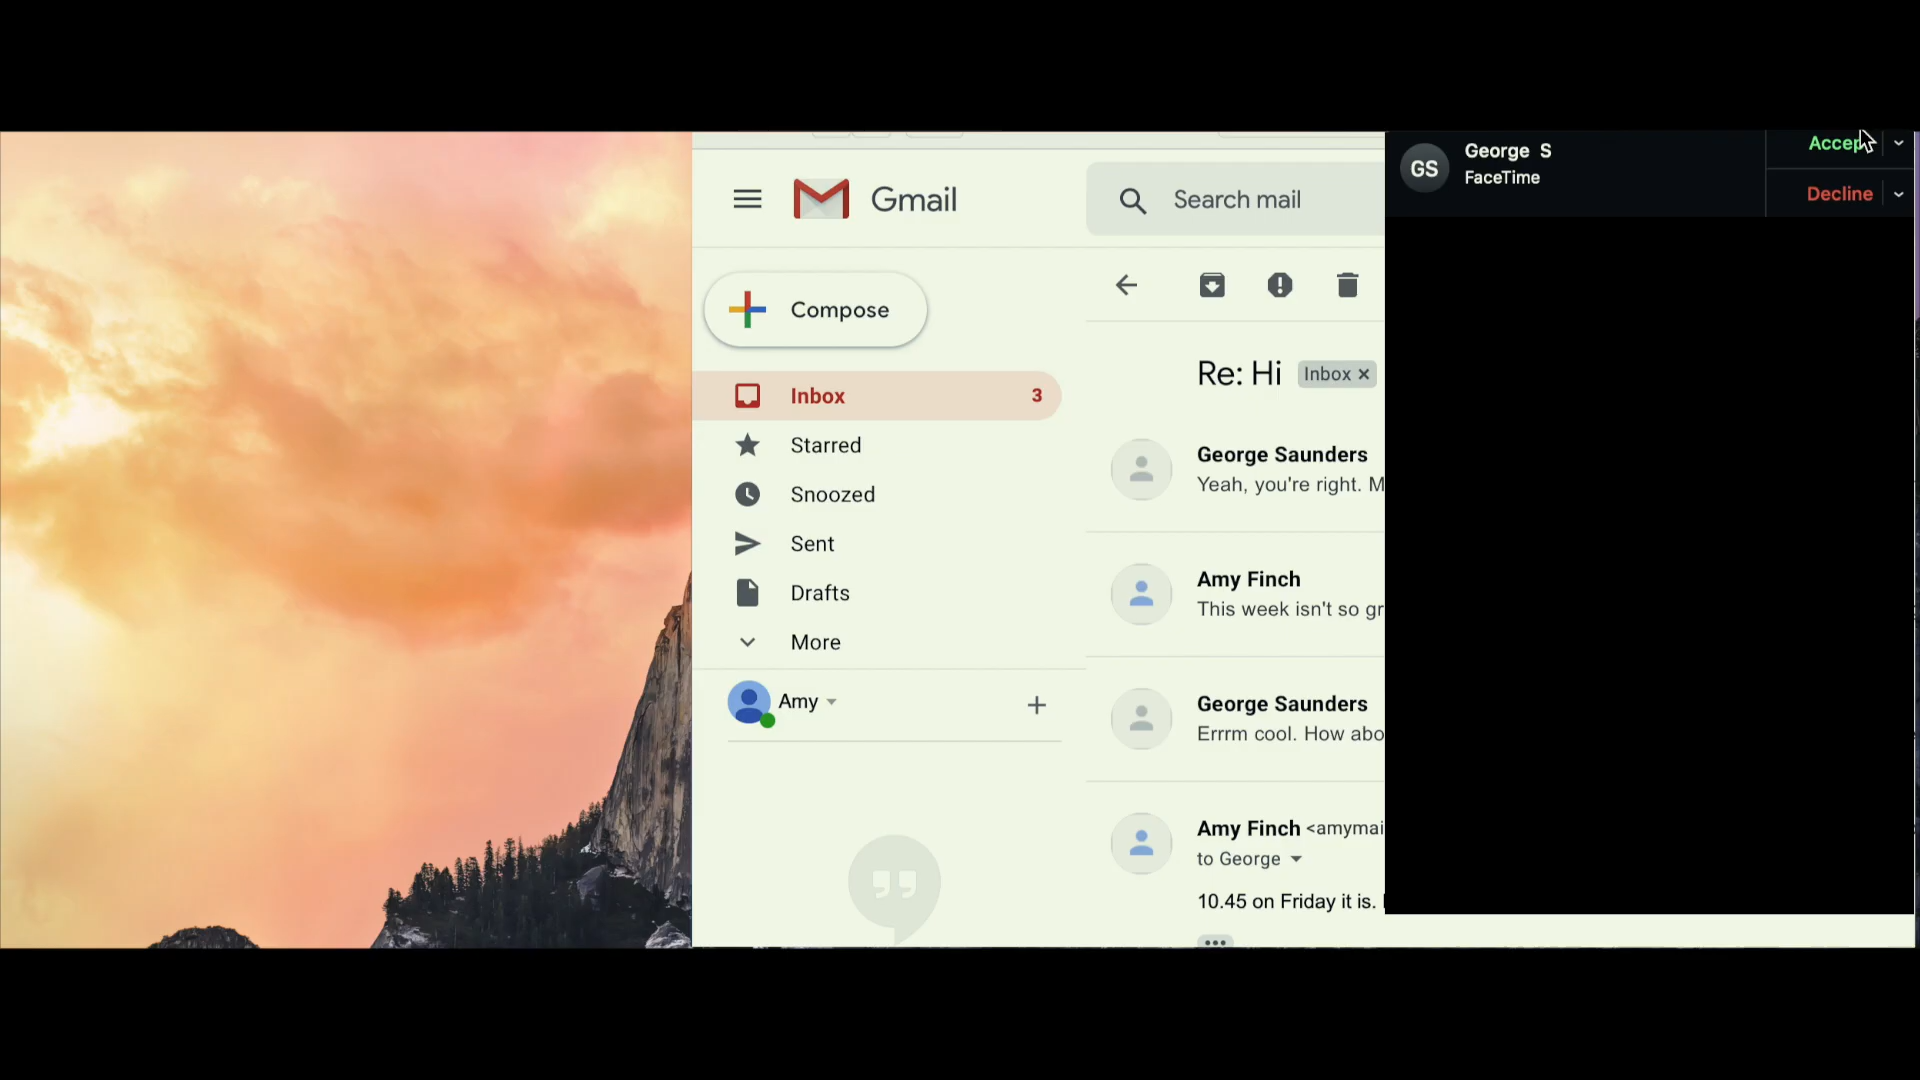 Gmail
Search mail
George S
GS
FaceTime
Decline
Compose
Re: Hi
Inbox
Inbox 3
Starred
Snoozed
Sent
Drafts
More
Amy
George Saunders
Yeah, you're right.
Amy Finch
This week isn't so
George Saunders
Errrm cool. How
Amy Finch
to George
10.45 on Friday it is.